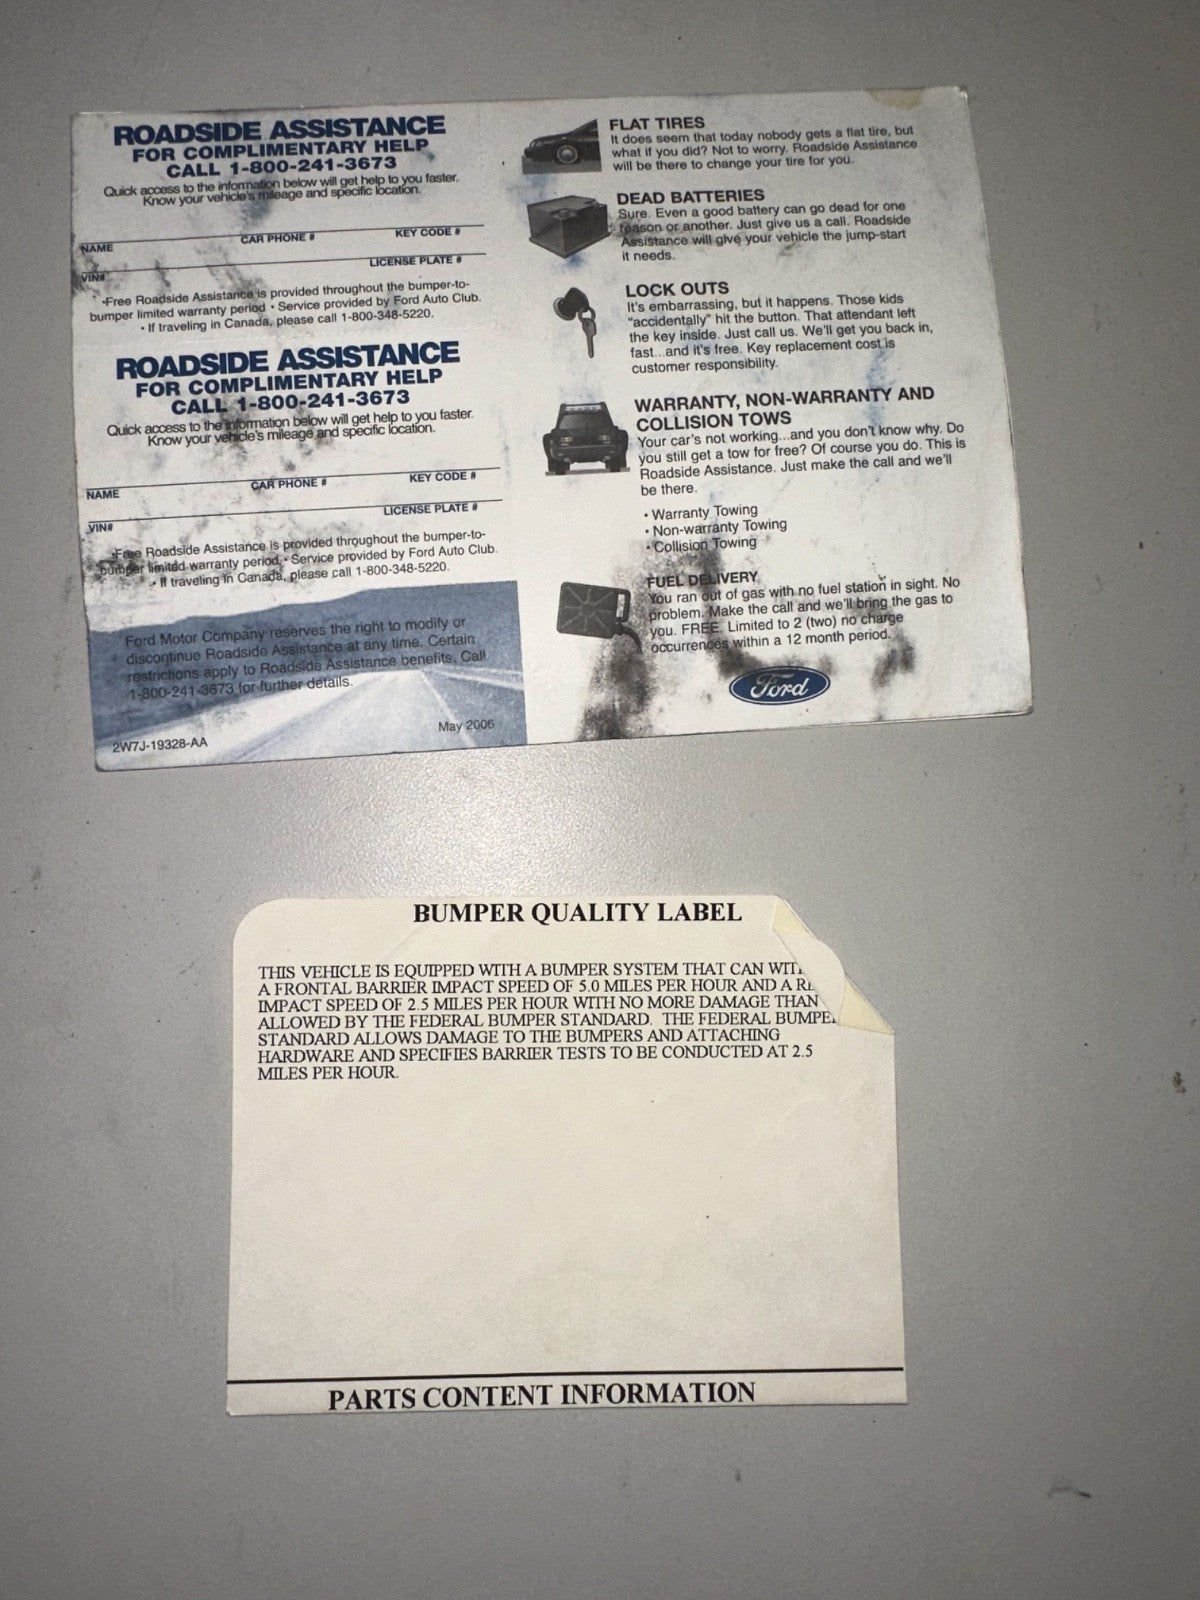 ROADSIDE ASSISTANCE
FOR COMPLIMENTARY HELP
CALL 1-800-241-3673
Quick access to the information below will get help to you faster.
Know your vehicle's mileage and specific location.
NAME CAR PHONE # KEY CODE #
VIN# LICENSE PLATE #
•Free Roadside Assistance is provided throughout the bumper-to-
bumper limited warranty period • Service provided by Ford Auto Club.
• If traveling in Canada, please call 1-800-348-5220.
ROADSIDE ASSISTANCE
FOR COMPLIMENTARY HELP
CALL 1-800-241-3673
Quick access to the information below will get help to you faster.
Know your vehicle's mileage and specific location.
NAME CAR PHONE # KEY CODE #
VIN# LICENSE PLATE #
•Free Roadside Assistance is provided throughout the bumper-to-
bumper limited warranty period • Service provided by Ford Auto Club.
• If traveling in Canada, please call 1-800-348-5220.
Ford Motor Company reserves the right to modify or
discontinue Roadside Assistance at any time. Certain
restrictions apply to Roadside Assistance benefits. Call
1-800-241-3673 for further details.
May 2006
2W7J-19328-AA
FLAT TIRES
It does seem that today nobody gets a flat tire, but
what if you did? Not to worry. Roadside Assistance
will be there to change your tire for you.
DEAD BATTERIES
Sure. Even a good battery can go dead for one
reason or another. Just give us a call. Roadside
Assistance will give your vehicle the jump-start
it needs.
LOCK OUTS
It's embarrassing, but it happens. Those kids
"accidentally" hit the button. That attendant left
the key inside. Just call us. We'll get you back in,
fast...and it's free. Key replacement cost is
customer responsibility.
WARRANTY, NON-WARRANTY AND
COLLISION TOWS
Your car's not working...and you don't know why. Do
you still get a tow for free? Of course you do. This is
Roadside Assistance. Just make the call and we'll
be there.
• Warranty Towing
• Non-warranty Towing
• Collision Towing
FUEL DELIVERY
You ran out of gas with no fuel station in sight. No
problem. Make the call and we'll bring the gas to
you. FREE. Limited to 2 (two) no charge
occurrences within a 12 month period.
Ford
BUMPER QUALITY LABEL
THIS VEHICLE IS EQUIPPED WITH A BUMPER SYSTEM THAT CAN
A FRONTAL BARRIER IMPACT SPEED OF 5.0 MILES PER HOUR AND A
IMPACT SPEED OF 2.5 MILES PER HOUR WITH NO MORE DAMAGE THAN
ALLOWED BY THE FEDERAL BUMPER STANDARD. THE FEDERAL BUMPER
STANDARD ALLOWS DAMAGE TO THE BUMPERS AND ATTACHING
HARDWARE AND SPECIFIES BARRIER TESTS TO BE CONDUCTED AT 2.5
MILES PER HOUR.
PARTS CONTENT INFORMATION